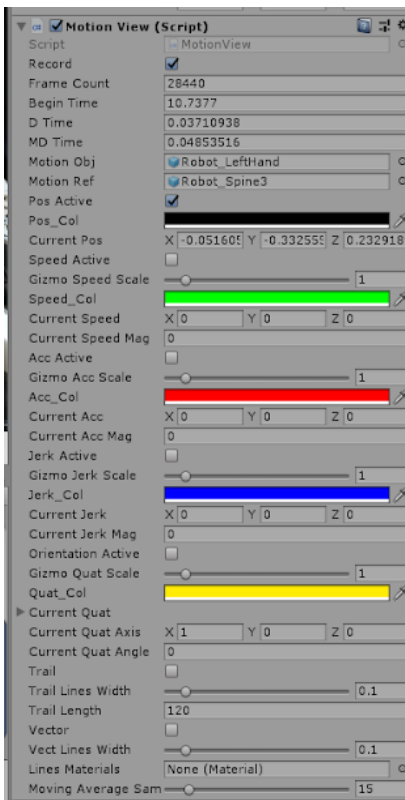 Motion View (Script)
Script MotionView
Record
Frame Count 28440
Begin Time 10.7377
D Time 0.03710938
MD Time 0.04853516
Motion Obj Robot_LeftHand
Motion Ref Robot_Spine3
Pos Active
Pos_Col
Current Pos X -0.051605 Y -0.332555 Z 0.232918
Speed Active
Gizmo Speed Scale 1
Speed_Col
Current Speed X 0 Y 0 Z 0
Current Speed Mag 0
Acc Active
Gizmo Acc Scale 1
Acc_Col
Current Acc X 0 Y 0 Z 0
Current Acc Mag 0
Jerk Active
Gizmo Jerk Scale 1
Jerk_Col
Current Jerk X 0 Y 0 Z 0
Current Jerk Mag 0
Orientation Active
Gizmo Quat Scale 1
Quat_Col
Current Quat
Current Quat Axis X 1 Y 0 Z 0
Current Quat Angle 0
Trail
Trail Lines Width 0.1
Trail Length 120
Vector
Vect Lines Width 0.1
Lines Materials None (Material)
Moving Average Sam 15